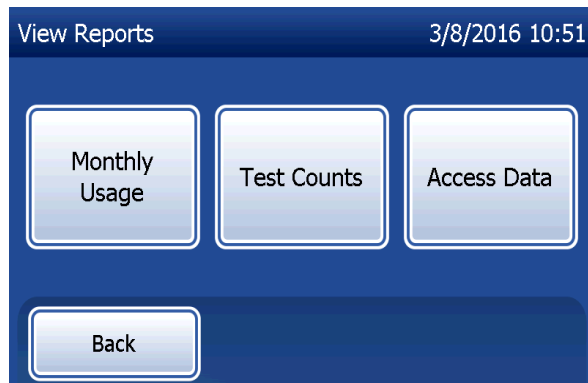 View Reports 3/8/2016 10:51
Monthly
Usage
Test Counts
Access Data
Back